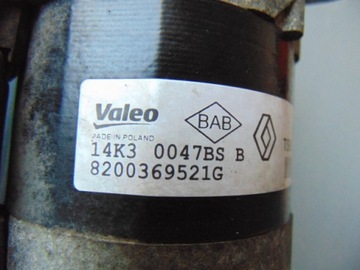 Valeo
MADE IN POLAND
BAB
14K3 0047BS B
8200369521G